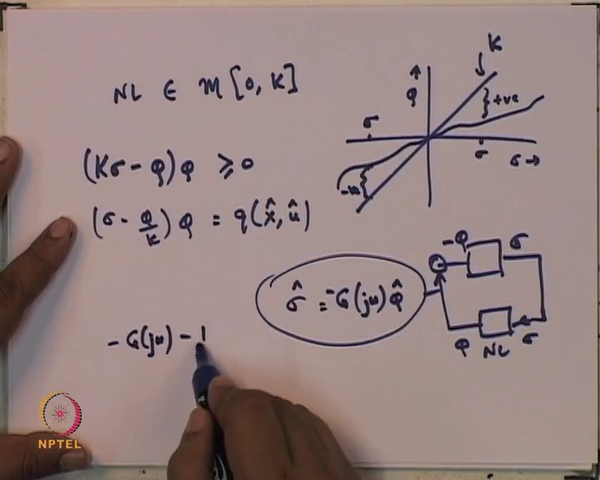 NL ∈ M[0, K]
(Kσ - φ)φ ≥ 0
(σ - φ/K)φ = q(x̂, û)
- G(jω) - 1
K
φ
+ve
σ
σ
σ→
-ve
σ̂ = -G(jω)φ̂
-φ
σ
φ
NL
σ
NPTEL